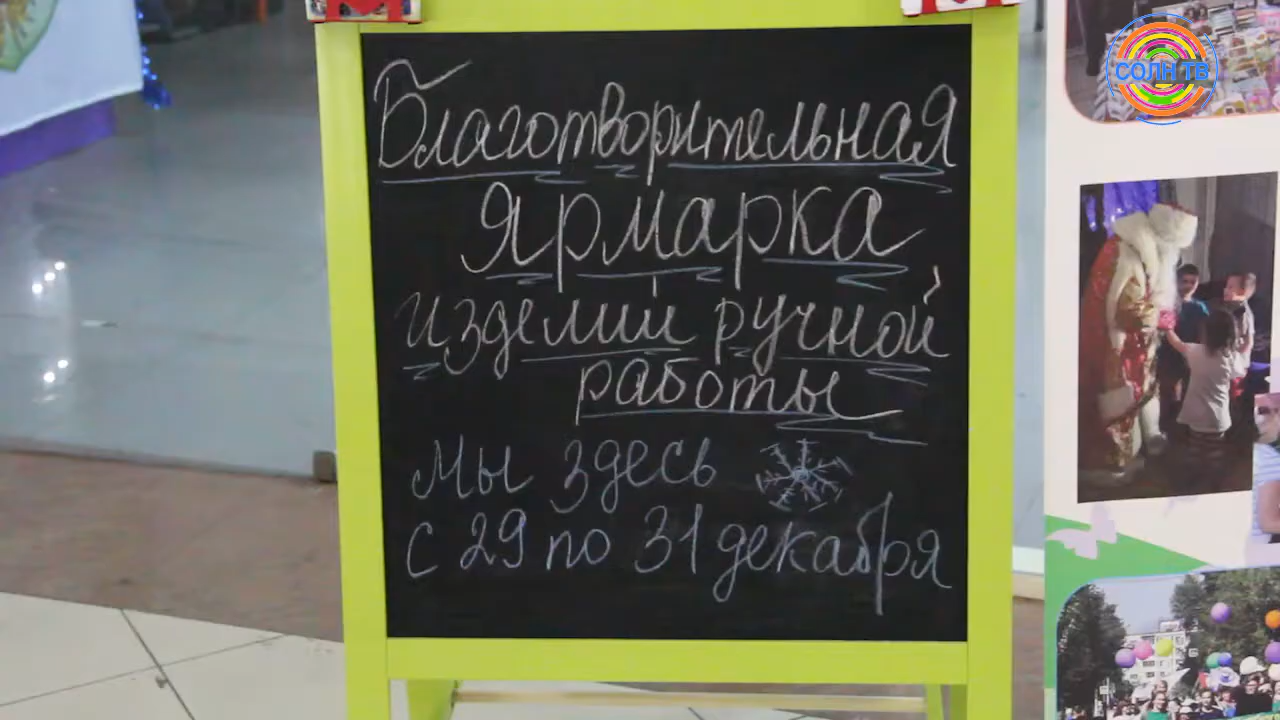 СОЛН ТВ
Благотворительная
Ярмарка
изделий ручной
работы
Мы здесь
с 29 по 31 декабря